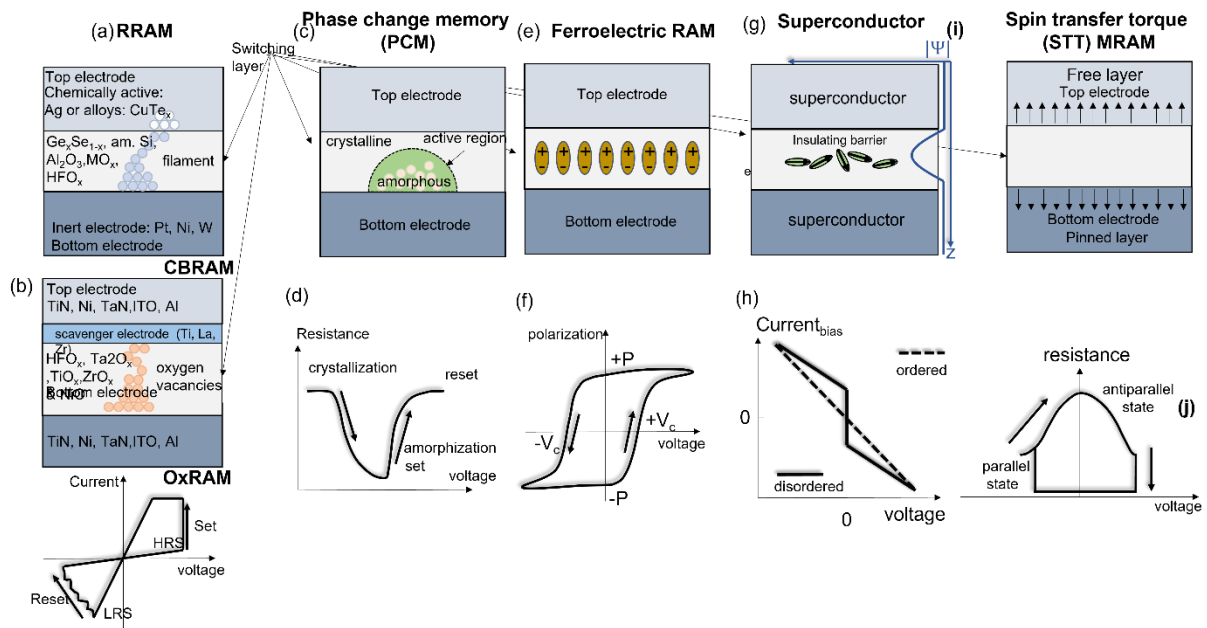 (a) RRAM
Switching
layer
Top electrode
Chemically active:
Ag or alloys: CuTeₓ
GeₓSe₁₋ₓ, am. Si,
Al₂O₃,MOₓ,
HFOₓ
filament
Inert electrode: Pt, Ni, W
Bottom electrode
CBRAM
(b)
Top electrode
TiN, Ni, TaN,ITO, Al
scavenger electrode (Ti, La,
Zr)
HFOₓ, Ta2Oₓ
,TiOₓ,ZrOₓ
& NiO
oxygen
vacancies
Bottom electrode
TiN, Ni, TaN,ITO, Al
OxRAM
Current
Set
HRS
voltage
Reset
LRS
(c)
Phase change memory
(PCM)
Top electrode
crystalline
active region
amorphous
Bottom electrode
(d)
Resistance
crystallization
reset
amorphization
set
voltage
(e) Ferroelectric RAM
Top electrode
+ + + + + + + +
- - - - - - - -
Bottom electrode
(f)
polarization
+P
-V꜀
+V꜀
voltage
-P
(g) Superconductor
|Ψ|
superconductor
Insulating barrier
e
superconductor
z
(h)
Current_bias
ordered
0
disordered
0
voltage
(i)
Spin transfer torque
(STT) MRAM
Free layer
Top electrode
Bottom electrode
Pinned layer
(j)
resistance
antiparallel
state
parallel
state
voltage